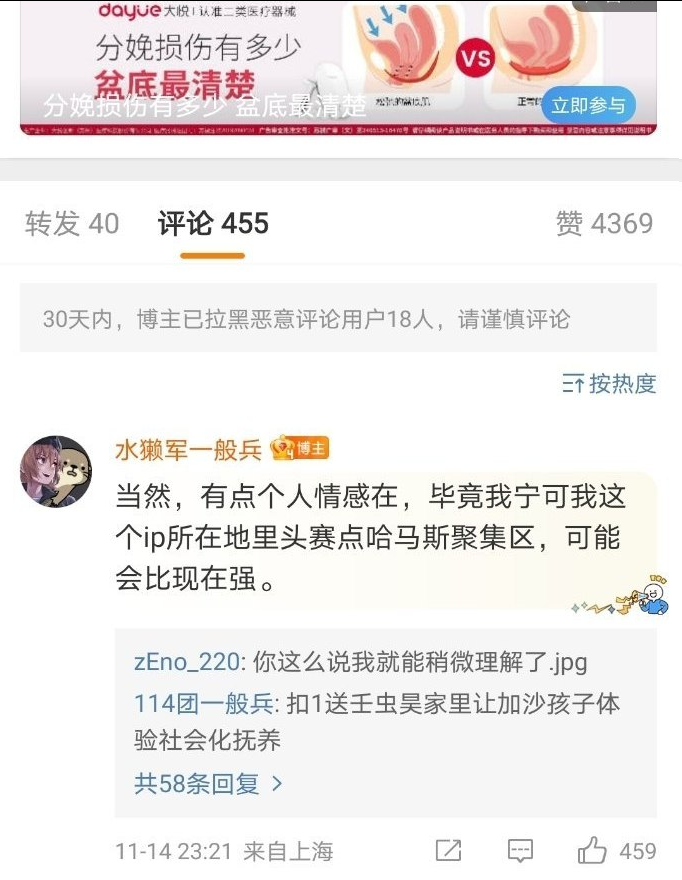 dayue 大悦 | 认准二类医疗器械
分娩损伤有多少
盆底最清楚
VS
分娩损伤有多少 盆底最清楚
松弛的盆底肌
正常的
立即参与
转发 40
评论 455
赞 4369
30天内，博主已拉黑恶意评论用户18人，请谨慎评论
按热度
水獭军一般兵
4
博主
当然，有点个人情感在，毕竟我宁可我这
个ip所在地里头赛点哈马斯聚集区，可能
会比现在强。
zEno_220: 你这么说我就能稍微理解了.jpg
114团一般兵: 扣1送壬虫昊家里让加沙孩子体
验社会化抚养
共58条回复 >
11-14 23:21 来自上海
459